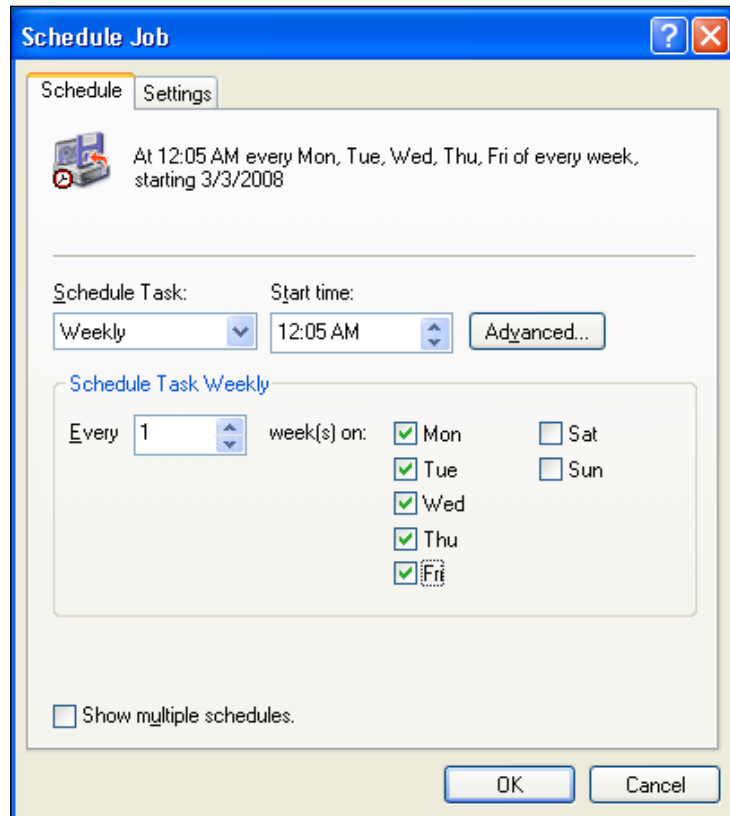 Schedule Job
Schedule Settings
At 12:05 AM every Mon, Tue, Wed, Thu, Fri of every week,
starting 3/3/2008
Schedule Task: Start time:
Weekly 12:05 AM Advanced...
Schedule Task Weekly
Every 1 week(s) on: Mon Sat
Tue Sun
Wed
Thu
Fri
Show multiple schedules.
OK Cancel